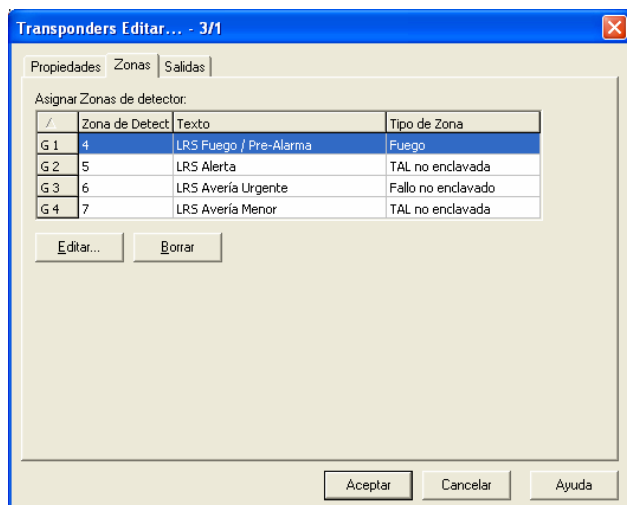 Transponders Editar... - 3/1
Propiedades Zonas Salidas
Asignar Zonas de detector:
Zona de Detect Texto Tipo de Zona
G 1 4 LRS Fuego / Pre-Alarma Fuego
G 2 5 LRS Alerta TAL no enclavada
G 3 6 LRS Avería Urgente Fallo no enclavado
G 4 7 LRS Avería Menor TAL no enclavada
Editar... Borrar
Aceptar Cancelar Ayuda